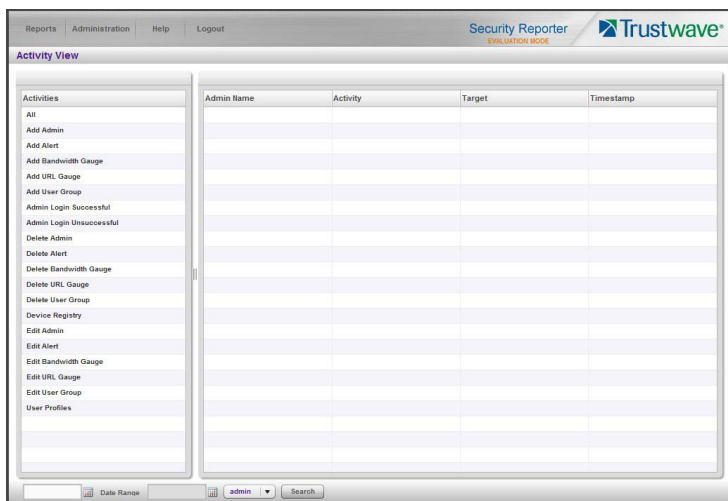 Reports Administration Help Logout
Security Reporter
EVALUATION MODE
Trustwave®
Activity View
Activities
All
Add Admin
Add Alert
Add Bandwidth Gauge
Add URL Gauge
Add User Group
Admin Login Successful
Admin Login Unsuccessful
Delete Admin
Delete Alert
Delete Bandwidth Gauge
Delete URL Gauge
Delete User Group
Device Registry
Edit Admin
Edit Alert
Edit Bandwidth Gauge
Edit URL Gauge
Edit User Group
User Profiles
Admin Name Activity Target Timestamp
Date Range admin Search